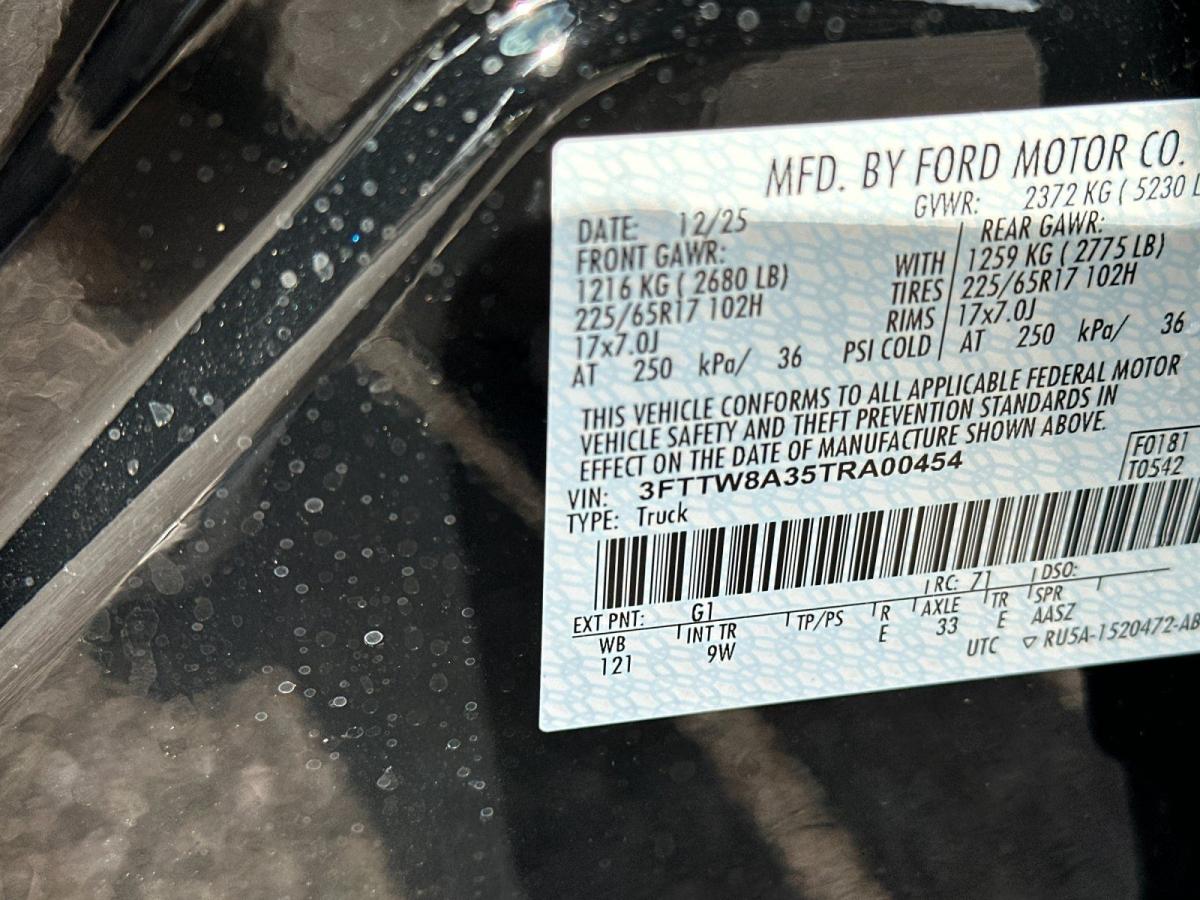 MFD. BY FORD MOTOR CO.
DATE: 12/25
GVWR: 2372 KG ( 5230
FRONT GAWR:
1216 KG ( 2680 LB)
225/65R17 102H
17x7.0J
AT 250 kPa/ 36
WITH
TIRES
RIMS
PSI COLD
REAR GAWR:
1259 KG ( 2775 LB)
225/65R17 102H
17x7.0J
AT 250 kPa/ 36
THIS VEHICLE CONFORMS TO ALL APPLICABLE FEDERAL MOTOR
VEHICLE SAFETY AND THEFT PREVENTION STANDARDS IN
EFFECT ON THE DATE OF MANUFACTURE SHOWN ABOVE.
VIN: 3FTTW8A35TRA00454
TYPE: Truck
F0181
T0542
EXT PNT: G1 RC: 71 DSO:
WB INT TR TP/PS R AXLE TR SPR
121 9W E 33 E AASZ
UTC ▽ RU5A-1520472-AB